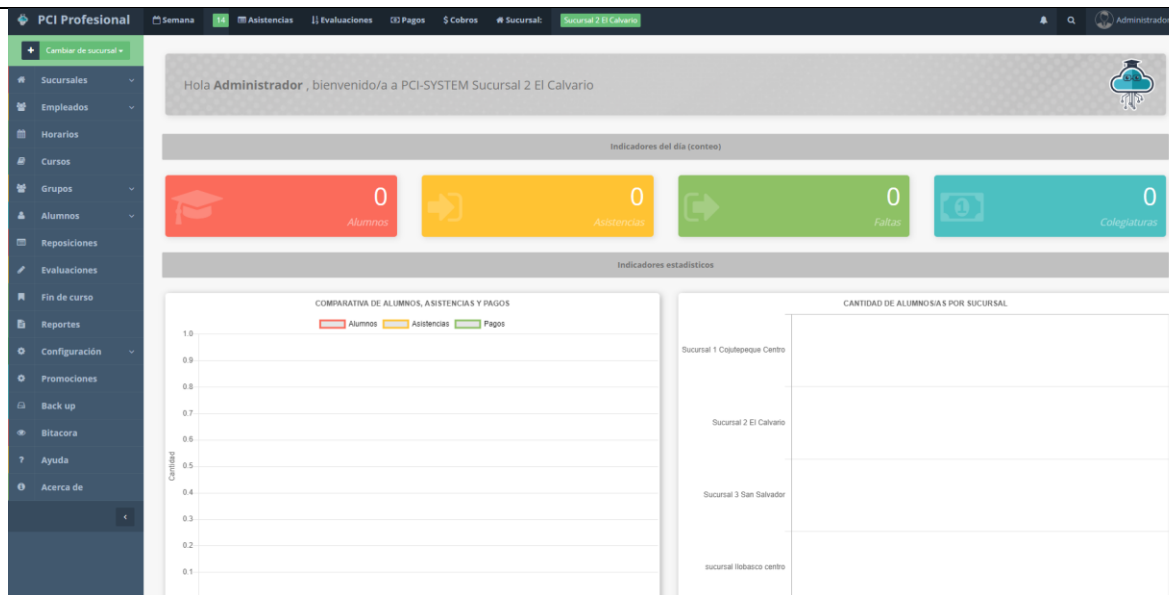 PCI Profesional
Semana 14 Asistencias Evaluaciones Pagos $ Cobros Sucursal: Sucursal 2 El Calvario Administrador
+ Cambiar de sucursal
Sucursales
Empleados
Horarios
Cursos
Grupos
Alumnos
Reposiciones
Evaluaciones
Fin de curso
Reportes
Configuración
Promociones
Back up
Bitacora
? Ayuda
Acerca de
Hola Administrador , bienvenido/a a PCI-SYSTEM Sucursal 2 El Calvario
Indicadores del día (conteo)
0
Alumnos
0
Asistencias
0
Faltas
0
Colegiaturas
Indicadores estadisticos
COMPARATIVA DE ALUMNOS, ASISTENCIAS Y PAGOS
Alumnos Asistencias Pagos
1.0
0.9
0.8
0.7
0.6
0.5
0.4
0.3
0.2
0.1
Cantidad
CANTIDAD DE ALUMNOS/AS POR SUCURSAL
Sucursal 1 Cojutepeque Centro
Sucursal 2 El Calvario
Sucursal 3 San Salvador
sucursal Ilobasco centro